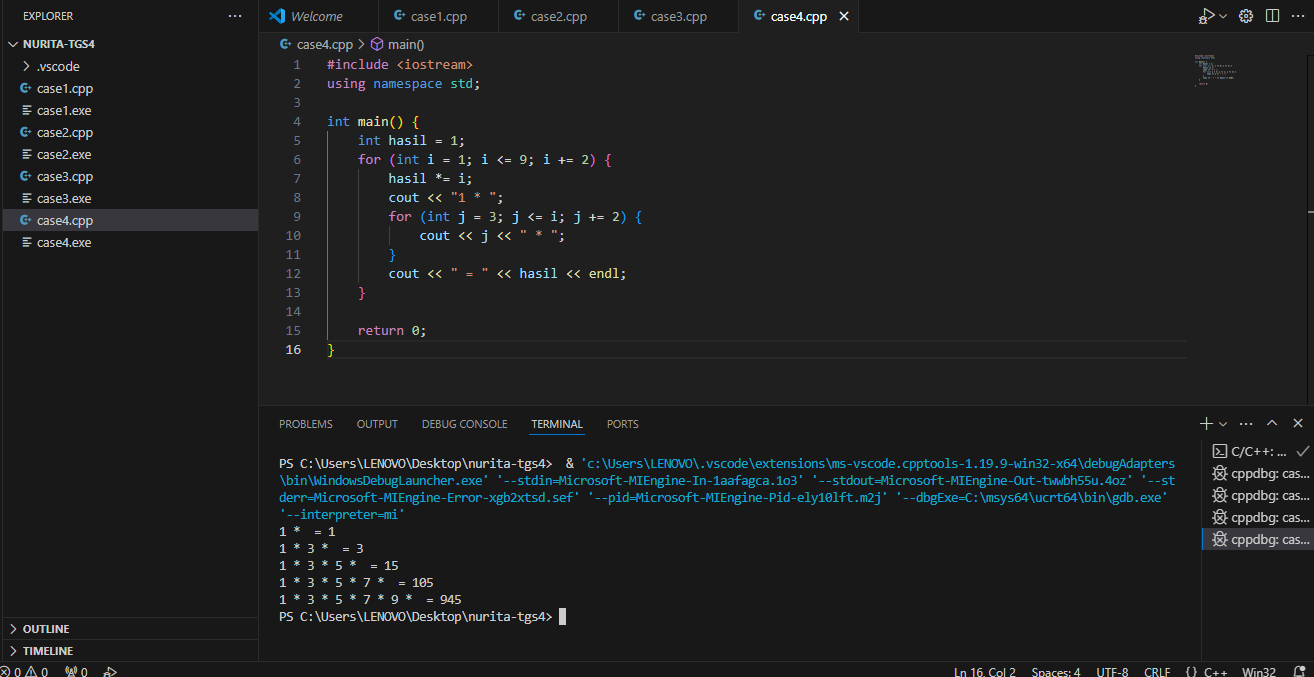 EXPLORER
NURITA-TGS4
.vscode
case1.cpp
case1.exe
case2.cpp
case2.exe
case3.cpp
case3.exe
case4.cpp
case4.exe
OUTLINE
TIMELINE
Welcome
case1.cpp
case2.cpp
case3.cpp
case4.cpp
case4.cpp > main()
1 #include <iostream>
2 using namespace std;
3
4 int main() {
5     int hasil = 1;
6     for (int i = 1; i <= 9; i += 2) {
7         hasil *= i;
8         cout << "1 * ";
9         for (int j = 3; j <= i; j += 2) {
10             cout << j << " * ";
11         }
12         cout << " = " << hasil << endl;
13     }
14
15     return 0;
16 }
PROBLEMS OUTPUT DEBUG CONSOLE TERMINAL PORTS
PS C:\Users\LENOVO\Desktop\nurita-tgs4>  & 'c:\Users\LENOVO\.vscode\extensions\ms-vscode.cpptools-1.19.9-win32-x64\debugAdapters
\bin\WindowsDebugLauncher.exe' '--stdin=Microsoft-MIEngine-In-1aafagca.1o3' '--stdout=Microsoft-MIEngine-Out-twwbh55u.4oz' '--st
derr=Microsoft-MIEngine-Error-xgb2xtsd.sef' '--pid=Microsoft-MIEngine-Pid-ely10lft.m2j' '--dbgExe=C:\msys64\ucrt64\bin\gdb.exe'
'--interpreter=mi'
1 *  = 1
1 * 3 *  = 3
1 * 3 * 5 *  = 15
1 * 3 * 5 * 7 *  = 105
1 * 3 * 5 * 7 * 9 *  = 945
PS C:\Users\LENOVO\Desktop\nurita-tgs4>
C/C++: ...
cppdbg: cas...
cppdbg: cas...
cppdbg: cas...
cppdbg: cas...
0 0 0
Ln 16, Col 2 Spaces: 4 UTF-8 CRLF {} C++ Win32